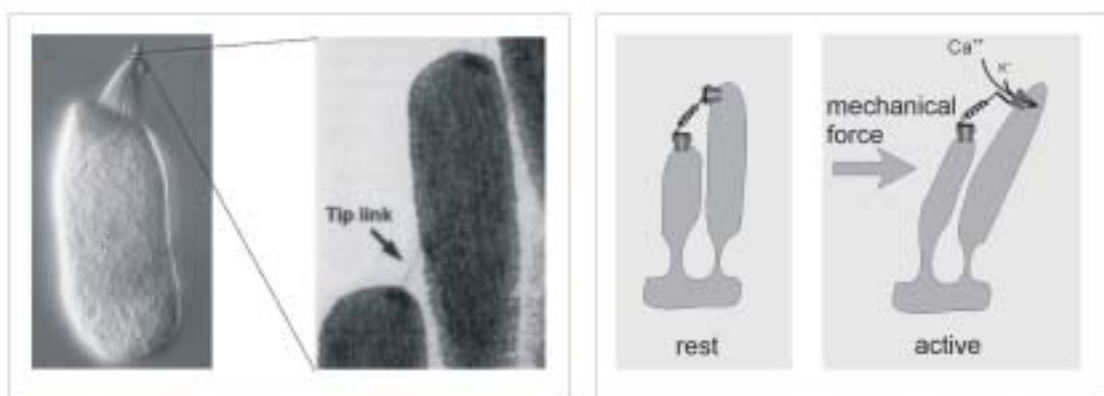 Tip link
Ca⁺⁺
K⁺
mechanical
force
rest
active